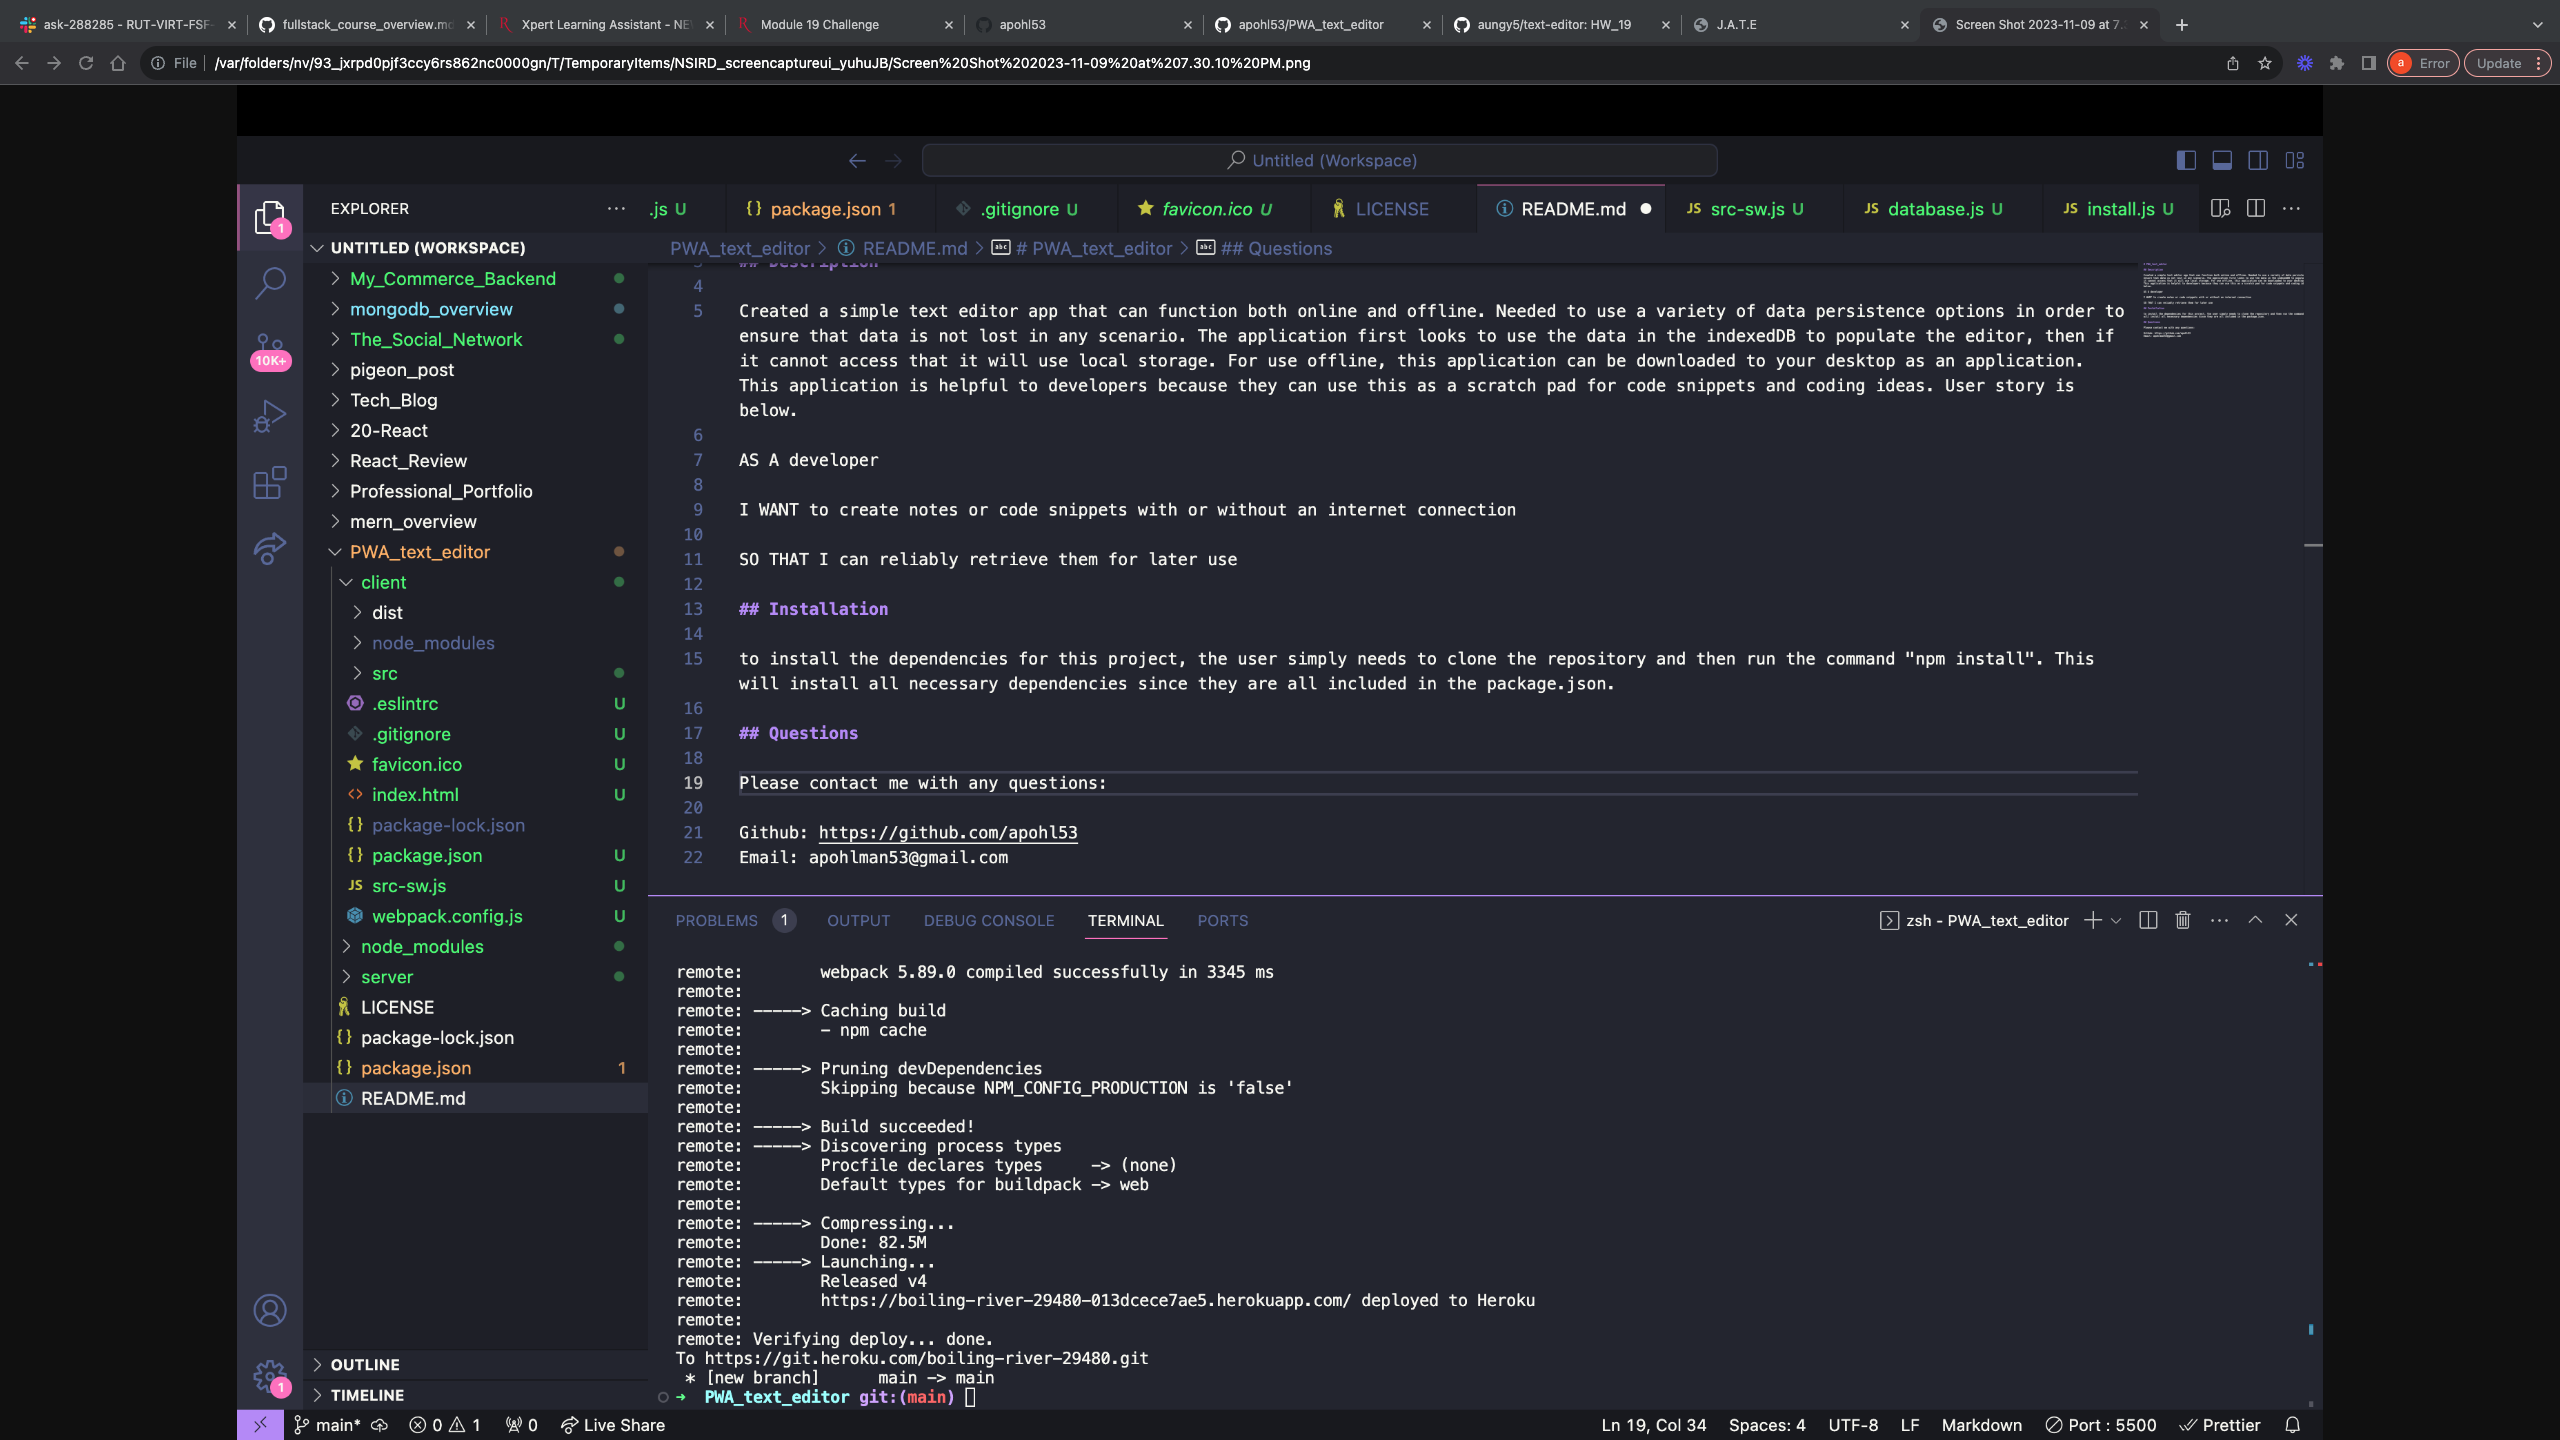 ask-288285 - RUT-VIRT-FSF-
fullstack_course_overview.md
Xpert Learning Assistant - NEW
Module 19 Challenge
apohl53
apohl53/PWA_text_editor
aungy5/text-editor: HW_19
J.A.T.E
Screen Shot 2023-11-09 at 7.
File
/var/folders/nv/93_jxrpd0pjf3ccy6rs862nc0000gn/T/TemporaryItems/NSIRD_screencaptureui_yuhuJB/Screen%20Shot%202023-11-09%20at%207.30.10%20PM.png
a Error
Update
Untitled (Workspace)
EXPLORER
.js U
{} package.json 1
.gitignore U
favicon.ico U
LICENSE
README.md
JS src-sw.js U
JS database.js U
JS install.js U
UNTITLED (WORKSPACE)
PWA_text_editor > README.md > # PWA_text_editor > ## Questions
My_Commerce_Backend
mongodb_overview
The_Social_Network
pigeon_post
Tech_Blog
20-React
React_Review
Professional_Portfolio
mern_overview
PWA_text_editor
client
dist
node_modules
src
.eslintrc U
.gitignore U
favicon.ico U
<> index.html U
{} package-lock.json
{} package.json U
JS src-sw.js U
webpack.config.js U
node_modules
server
LICENSE
{} package-lock.json
{} package.json 1
README.md
OUTLINE
TIMELINE
1
10K+
1
3 ## Description
4
5 Created a simple text editor app that can function both online and offline. Needed to use a variety of data persistence options in order to
ensure that data is not lost in any scenario. The application first looks to use the data in the indexedDB to populate the editor, then if
it cannot access that it will use local storage. For use offline, this application can be downloaded to your desktop as an application.
This application is helpful to developers because they can use this as a scratch pad for code snippets and coding ideas. User story is
below.
6
7 AS A developer
8
9 I WANT to create notes or code snippets with or without an internet connection
10
11 SO THAT I can reliably retrieve them for later use
12
13 ## Installation
14
15 to install the dependencies for this project, the user simply needs to clone the repository and then run the command "npm install". This
will install all necessary dependencies since they are all included in the package.json.
16
17 ## Questions
18
19 Please contact me with any questions:
20
21 Github: https://github.com/apohl53
22 Email: apohlman53@gmail.com
PROBLEMS 1 OUTPUT DEBUG CONSOLE TERMINAL PORTS
zsh - PWA_text_editor
remote: webpack 5.89.0 compiled successfully in 3345 ms
remote:
remote: -----> Caching build
remote: - npm cache
remote:
remote: -----> Pruning devDependencies
remote: Skipping because NPM_CONFIG_PRODUCTION is 'false'
remote:
remote: -----> Build succeeded!
remote: -----> Discovering process types
remote: Procfile declares types -> (none)
remote: Default types for buildpack -> web
remote:
remote: -----> Compressing...
remote: Done: 82.5M
remote: -----> Launching...
remote: Released v4
remote: https://boiling-river-29480-013dcece7ae5.herokuapp.com/ deployed to Heroku
remote:
remote: Verifying deploy... done.
To https://git.heroku.com/boiling-river-29480.git
* [new branch] main -> main
PWA_text_editor git:(main)
main* 0 1 0 Live Share
Ln 19, Col 34 Spaces: 4 UTF-8 LF Markdown Port : 5500 Prettier